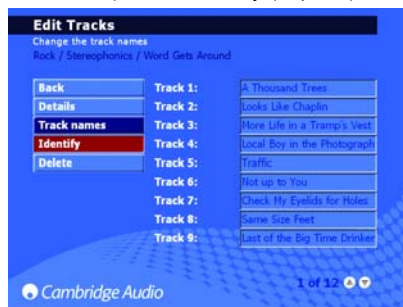 Edit Tracks
Change the track names
Rock / Stereophonics / Word Gets Around
Back
Details
Track names
Identify
Delete
Track 1: A Thousand Trees
Track 2: Looks Like Chaplin
Track 3: More Life in a Tramp's Vest
Track 4: Local Boy in the Photograph
Track 5: Traffic
Track 6: Not up to You
Track 7: Check My Eyelids for Holes
Track 8: Same Size Feet
Track 9: Last of the Big Time Drinker
1 of 12
Cambridge Audio